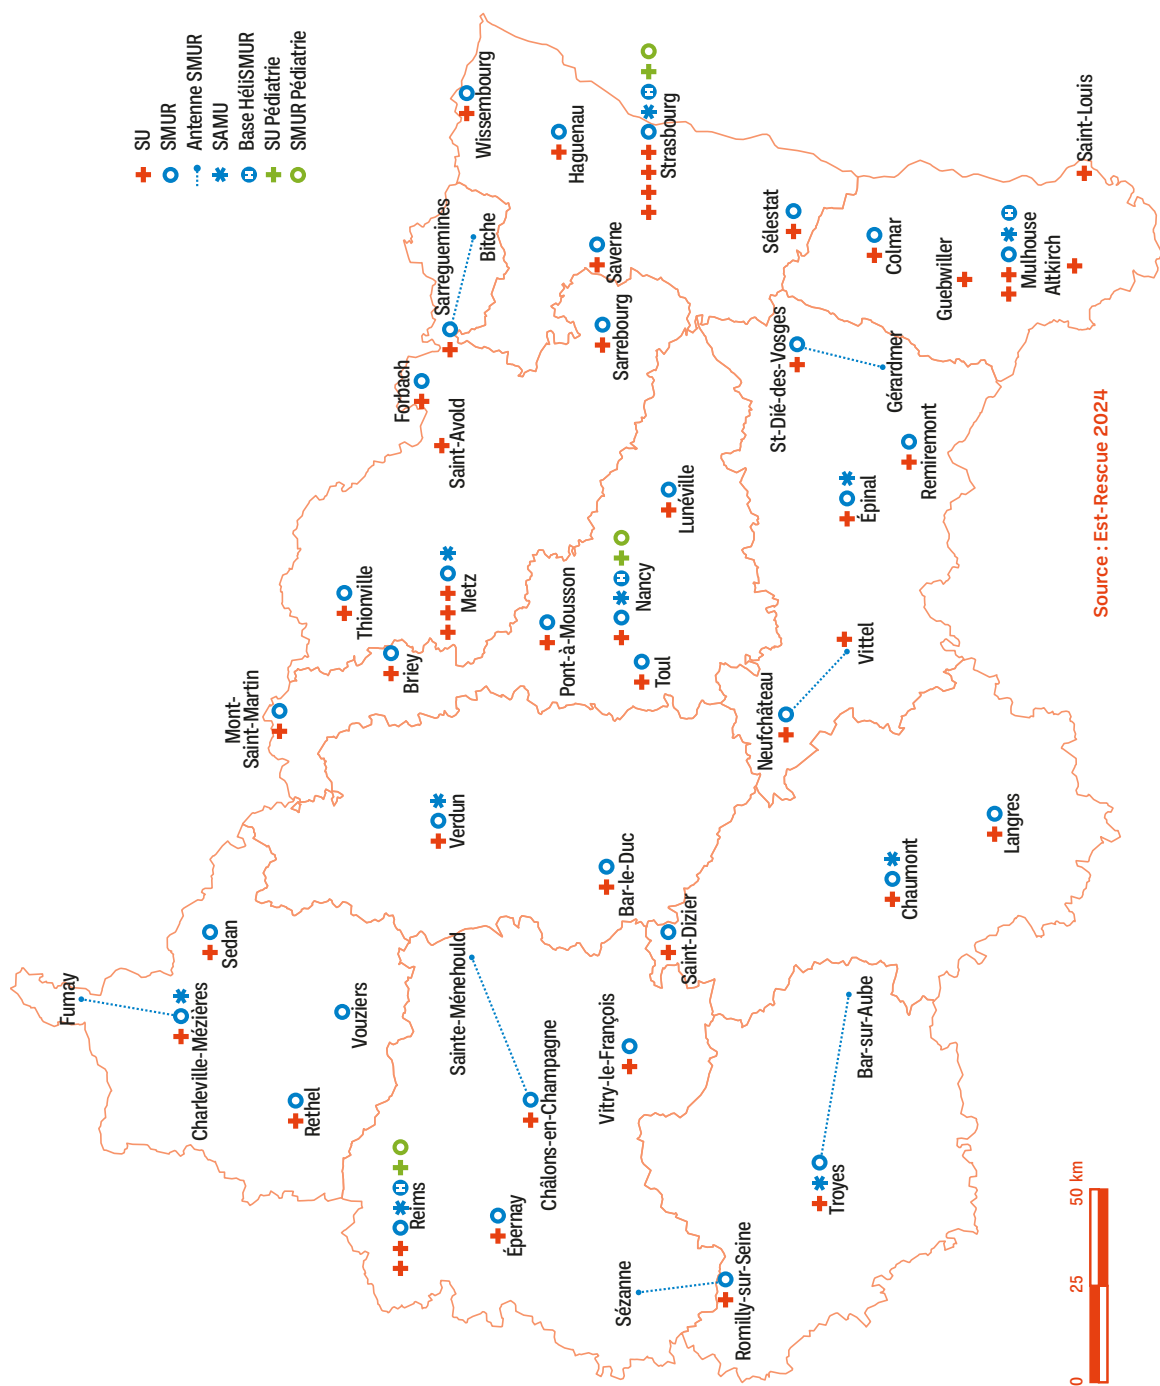 SU
SMUR
Antenne SMUR
SAMU
Base HéliSMUR
SU Pédiatrie
SMUR Pédiatrie
Fumay
Charleville-Mézières
Sedan
Rethel
Vouziers
Reims
Épernay
Châlons-en-Champagne
Sainte-Ménehould
Vitry-le-François
Sézanne
Romilly-sur-Seine
Troyes
Bar-sur-Aube
Saint-Dizier
Chaumont
Langres
Verdun
Bar-le-Duc
Mont-
Saint-Martin
Briey
Thionville
Metz
Pont-à-Mousson
Nancy
Toul
Lunéville
Forbach
Saint-Avold
Sarreguemines
Bitche
Sarrebourg
Neufchâteau
Vittel
Épinal
Remiremont
Gérardmer
St-Dié-des-Vosges
Wissembourg
Haguenau
Saverne
Strasbourg
Sélestat
Colmar
Guebwiller
Mulhouse
Altkirch
Saint-Louis
0
25
50 km
Source : Est-Rescue 2024